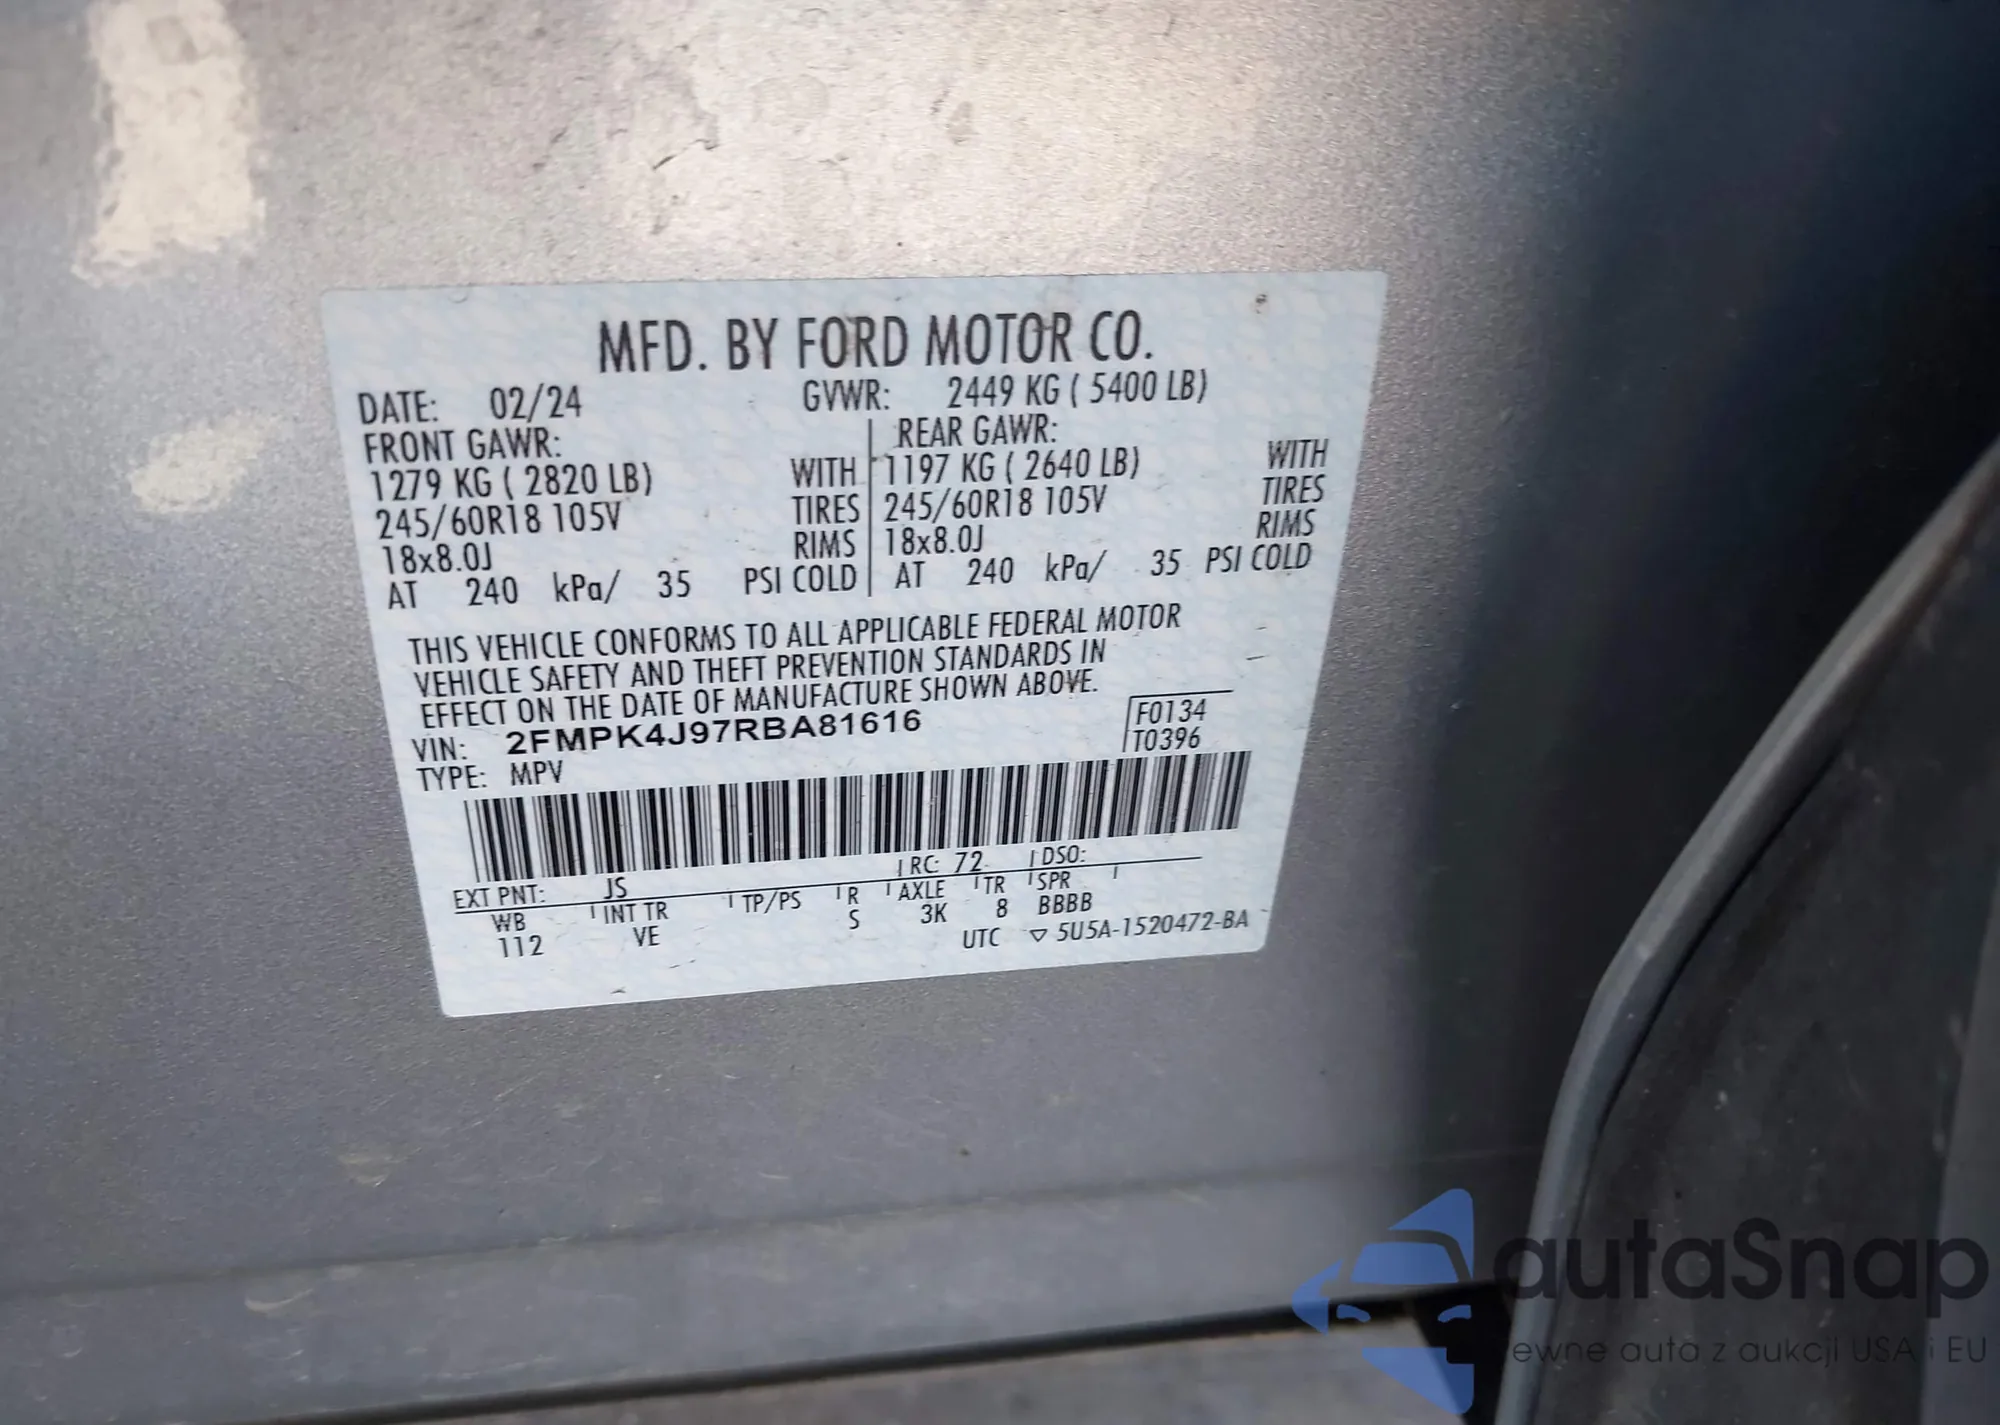 MFD. BY FORD MOTOR CO.
DATE: 02/24 GVWR: 2449 KG ( 5400 LB)
FRONT GAWR: REAR GAWR:
1279 KG ( 2820 LB) WITH 1197 KG ( 2640 LB) WITH
245/60R18 105V TIRES 245/60R18 105V TIRES
18x8.0J RIMS 18x8.0J RIMS
AT 240 kPa/ 35 PSI COLD AT 240 kPa/ 35 PSI COLD
THIS VEHICLE CONFORMS TO ALL APPLICABLE FEDERAL MOTOR
VEHICLE SAFETY AND THEFT PREVENTION STANDARDS IN
EFFECT ON THE DATE OF MANUFACTURE SHOWN ABOVE.
VIN: 2FMPK4J97RBA81616 F0134
TYPE: MPV T0396
EXT PNT: JS RC: 72 DSO:
WB INT TR TP/PS R AXLE TR SPR
112 VE S 3K 8 BBBB
UTC ▽ 5U5A-1520472-BA
autaSnap
ewne auta z aukcji USA i EU